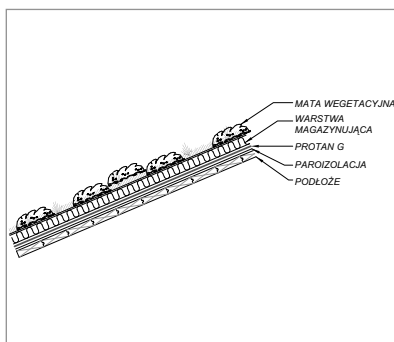 MATA WEGETACYJNA
WARSTWA
MAGAZYNUJĄCA
PROTAN G
PAROIZOLACJA
PODŁOŻE